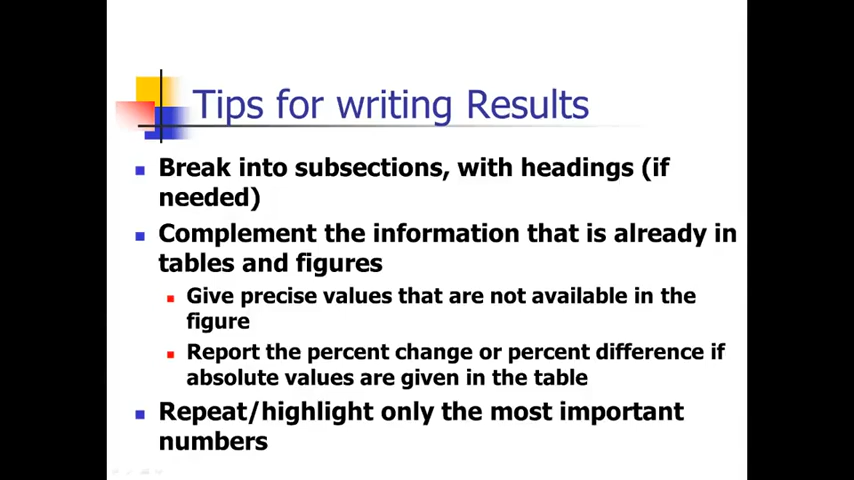 Tips for writing Results
Break into subsections, with headings (if
needed)
Complement the information that is already in
tables and figures
Give precise values that are not available in the
figure
Report the percent change or percent difference if
absolute values are given in the table
Repeat/highlight only the most important
numbers